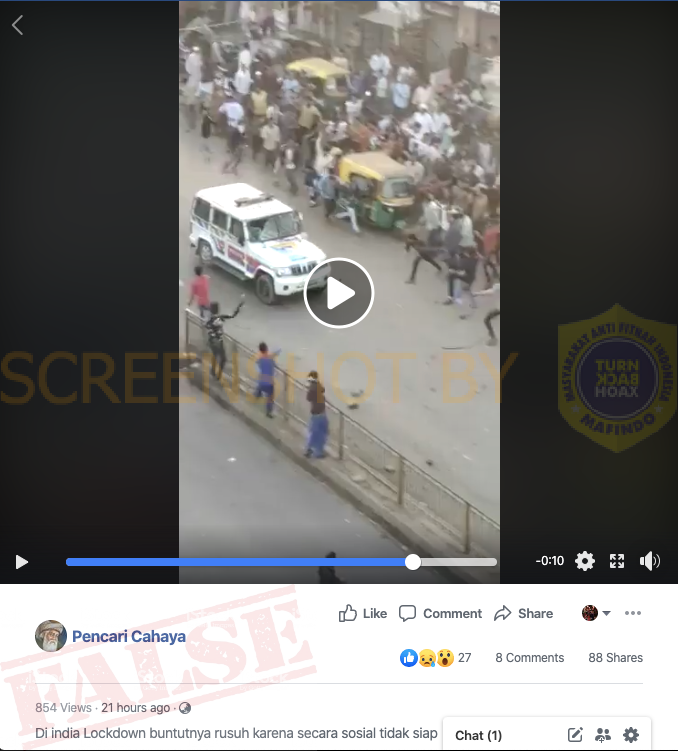 SCREENSHOT BY
MASYARAKAT ANTI FITNAH INDONESIA
TURN
BACK
HOAX
MAFINDO
-0:10
Like
Comment
Share
Pencari Cahaya
27
8 Comments
88 Shares
FALSE
854 Views · 21 hours ago ·
Di india Lockdown buntutnya rusuh karena secara sosial tidak siap
Chat (1)